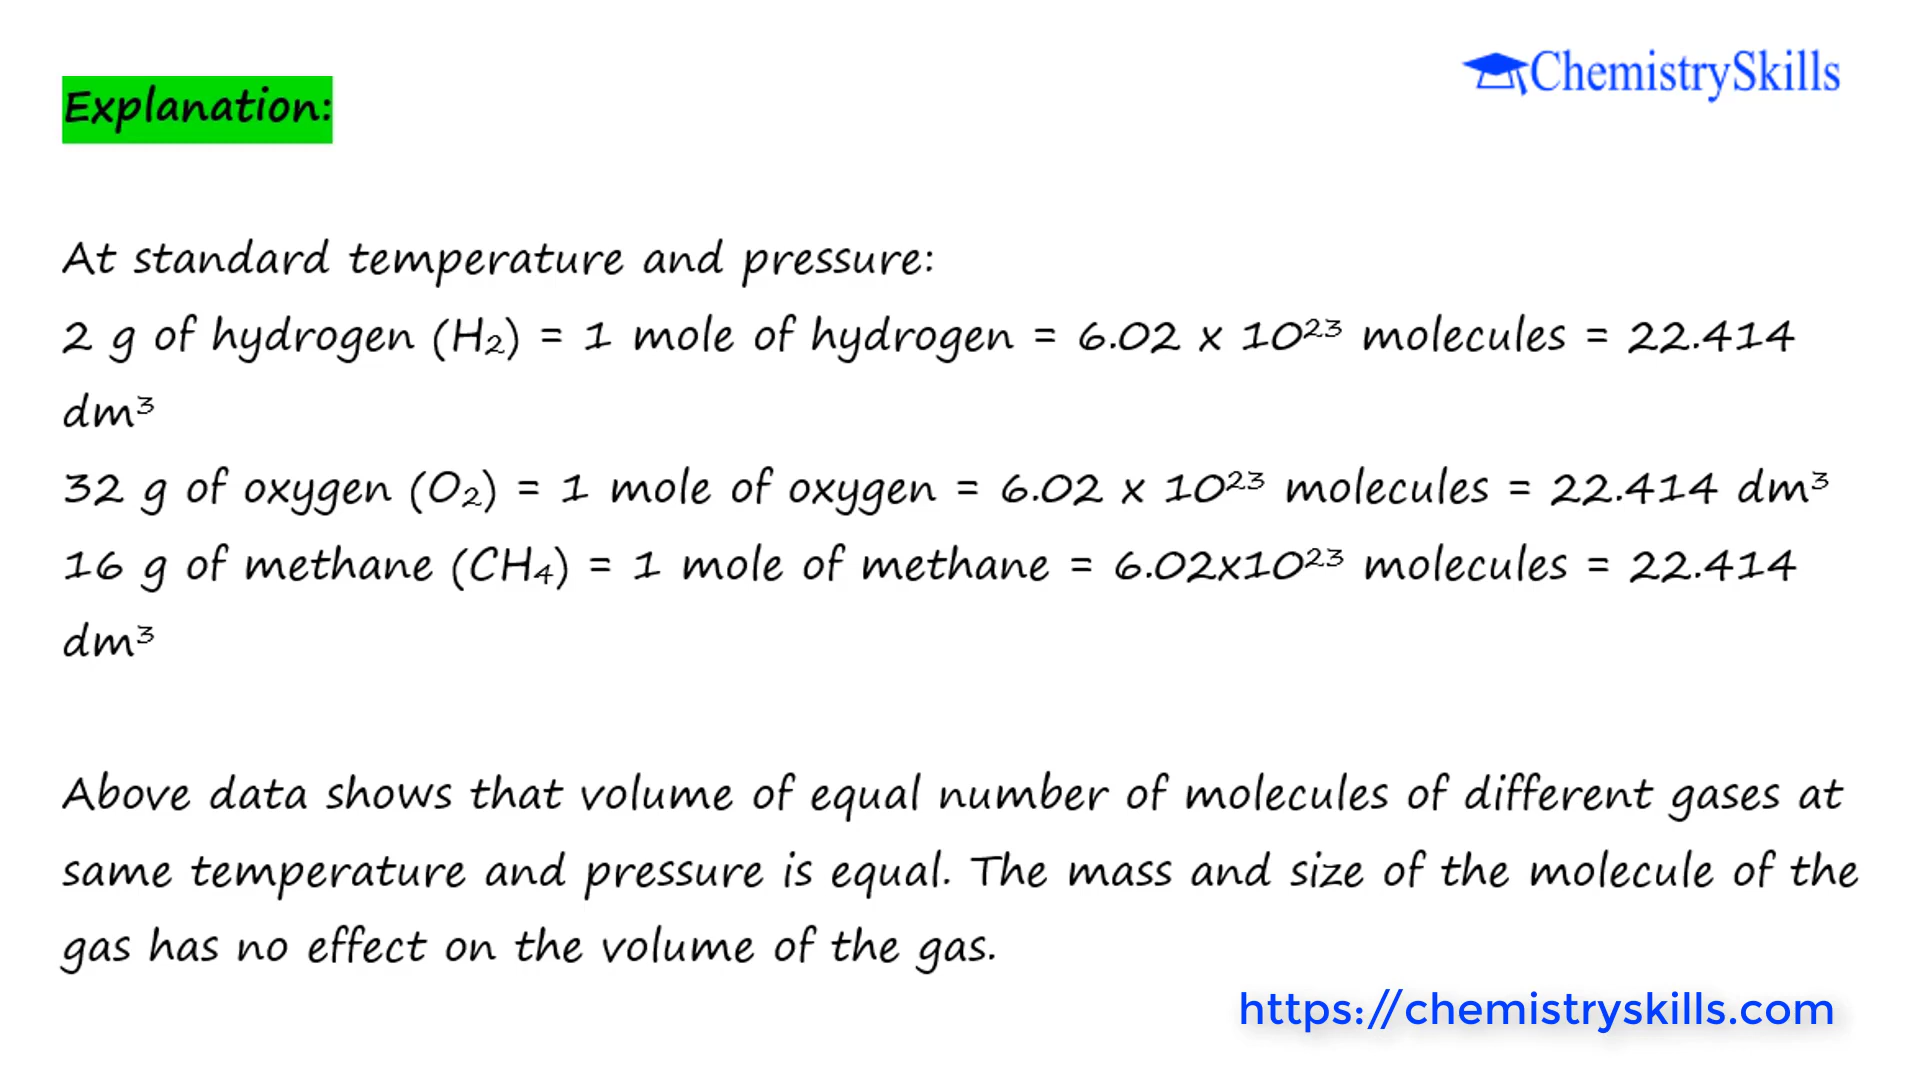 ChemistrySkills
Explanation:
At standard temperature and pressure:
2 g of hydrogen (H₂) = 1 mole of hydrogen = 6.02 x 10²³ molecules = 22.414
dm³
32 g of oxygen (O₂) = 1 mole of oxygen = 6.02 x 10²³ molecules = 22.414 dm³
16 g of methane (CH₄) = 1 mole of methane = 6.02x10²³ molecules = 22.414
dm³
Above data shows that volume of equal number of molecules of different gases at
same temperature and pressure is equal. The mass and size of the molecule of the
gas has no effect on the volume of the gas.
https://chemistryskills.com